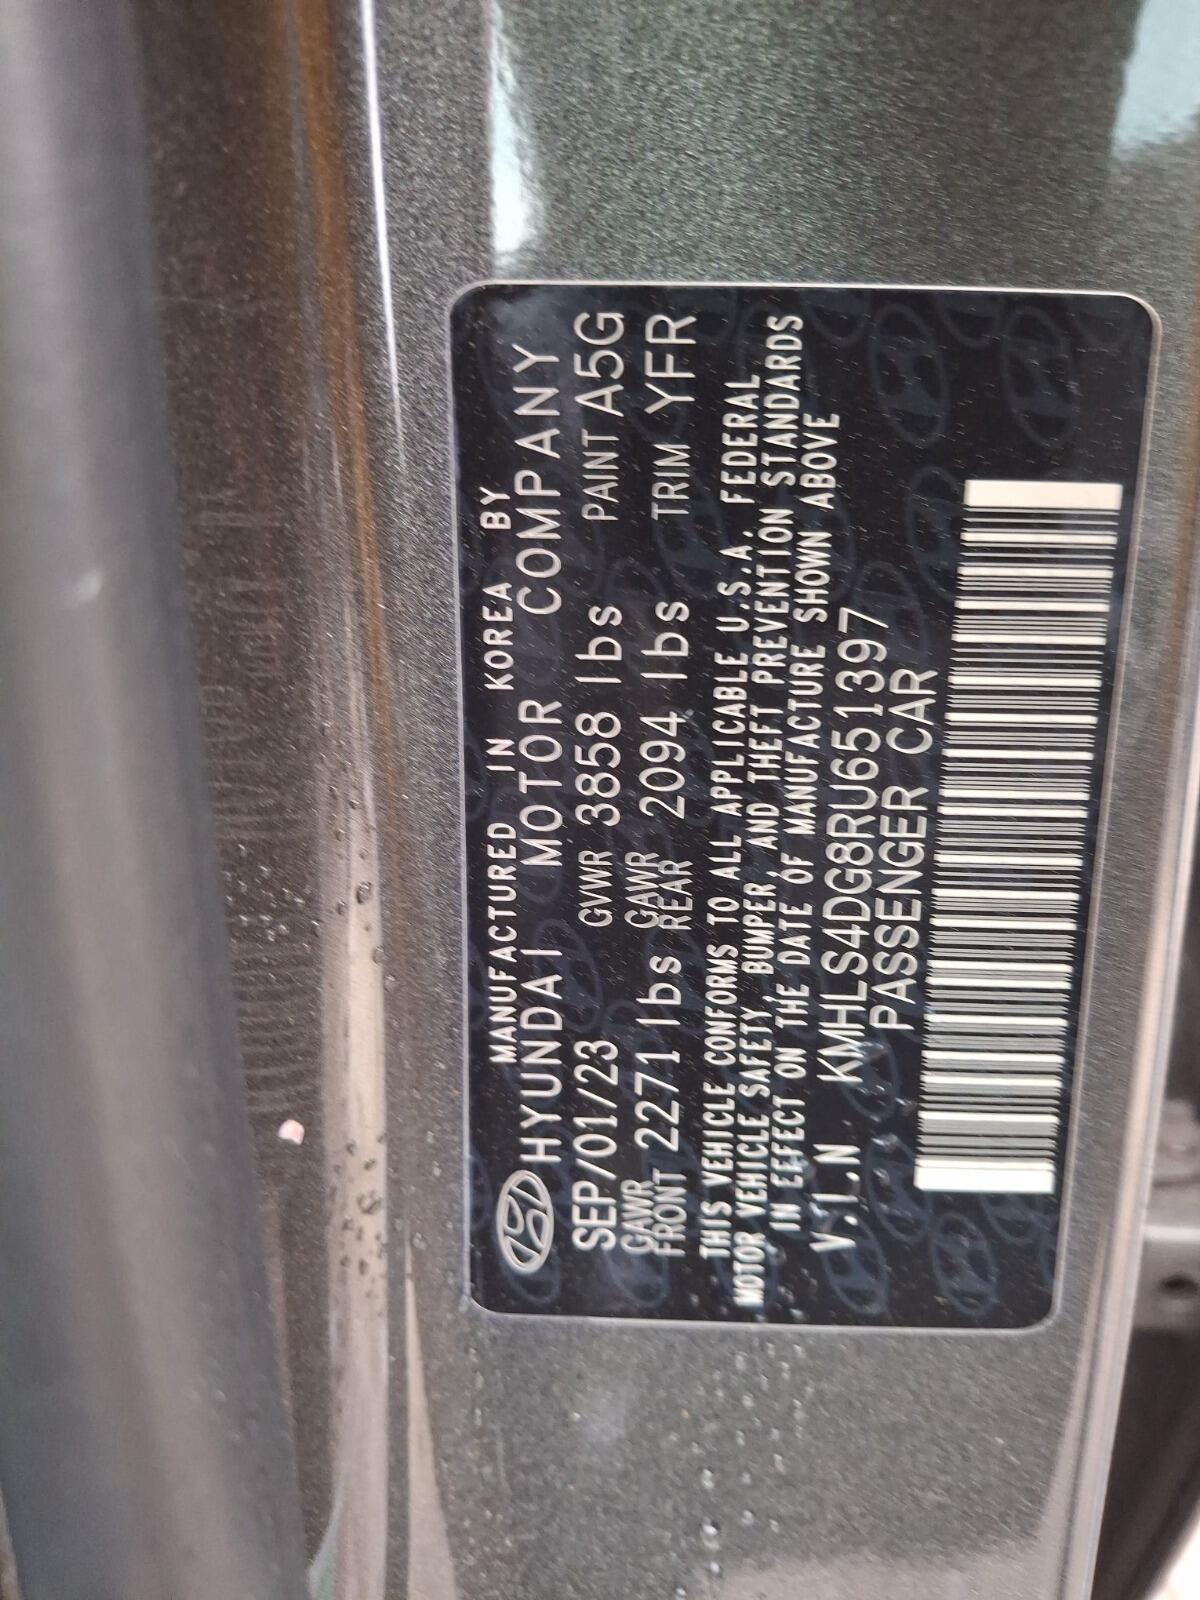 MANUFACTURED IN KOREA BY
HYUNDAI MOTOR COMPANY
SEP/01/23 GVWR 3858 lbs PAINT A5G
GAWR FRONT 2271 lbs GAWR REAR 2094 lbs TRIM YFR
THIS VEHICLE CONFORMS TO ALL APPLICABLE U.S.A. FEDERAL
MOTOR VEHICLE SAFETY, BUMPER, AND THEFT PREVENTION STANDARDS
IN EFFECT ON THE DATE OF MANUFACTURE SHOWN ABOVE
V.I.N KMHLS4DG8RU651397
PASSENGER CAR